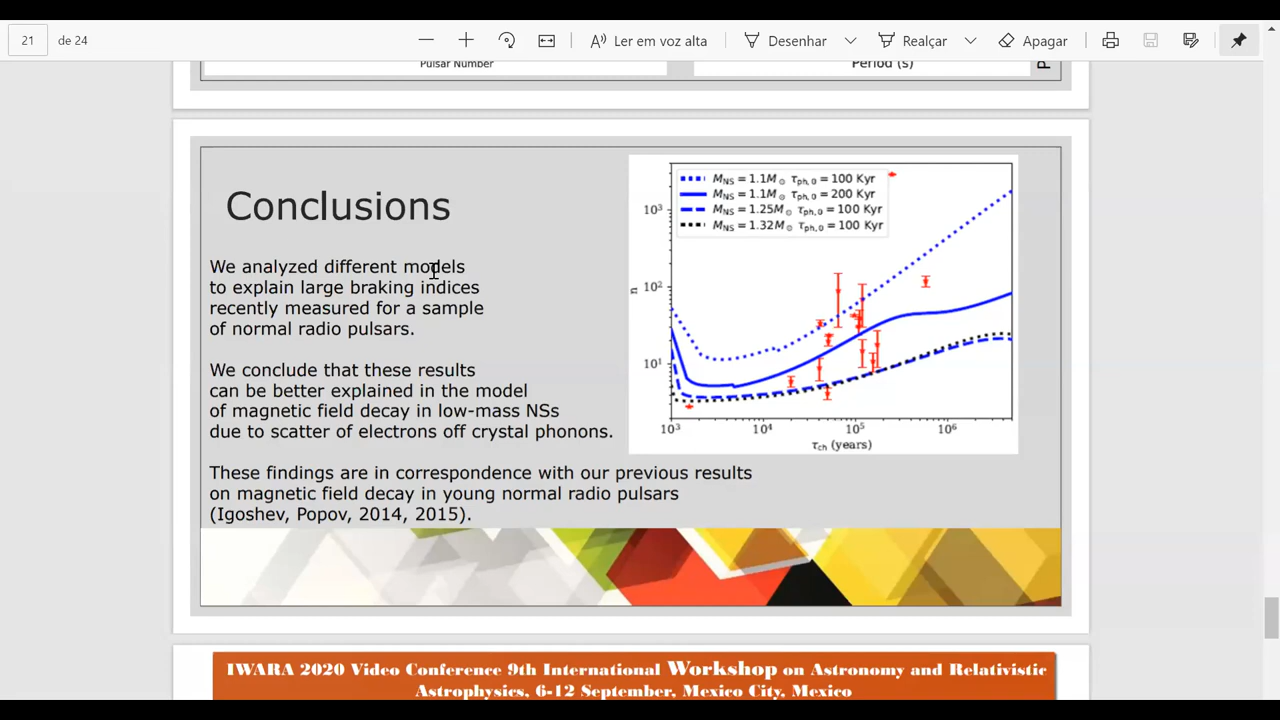 21 de 24 Ler em voz alta Desenhar Realçar Apagar
Pulsar Number
Period (s)
P
Conclusions
We analyzed different models
to explain large braking indices
recently measured for a sample
of normal radio pulsars.
We conclude that these results
can be better explained in the model
of magnetic field decay in low-mass NSs
due to scatter of electrons off crystal phonons.
These findings are in correspondence with our previous results
on magnetic field decay in young normal radio pulsars
(Igoshev, Popov, 2014, 2015).
M_NS = 1.1M⊙ τ_ph,0 = 100 Kyr
M_NS = 1.1M⊙ τ_ph,0 = 200 Kyr
M_NS = 1.25M⊙ τ_ph,0 = 100 Kyr
M_NS = 1.32M⊙ τ_ph,0 = 100 Kyr
10³
10²
10¹
n
10³ 10⁴ 10⁵ 10⁶
τ_ch (years)
IWARA 2020 Video Conference 9th International Workshop on Astronomy and Relativistic
Astrophysics, 6-12 September, Mexico City, Mexico